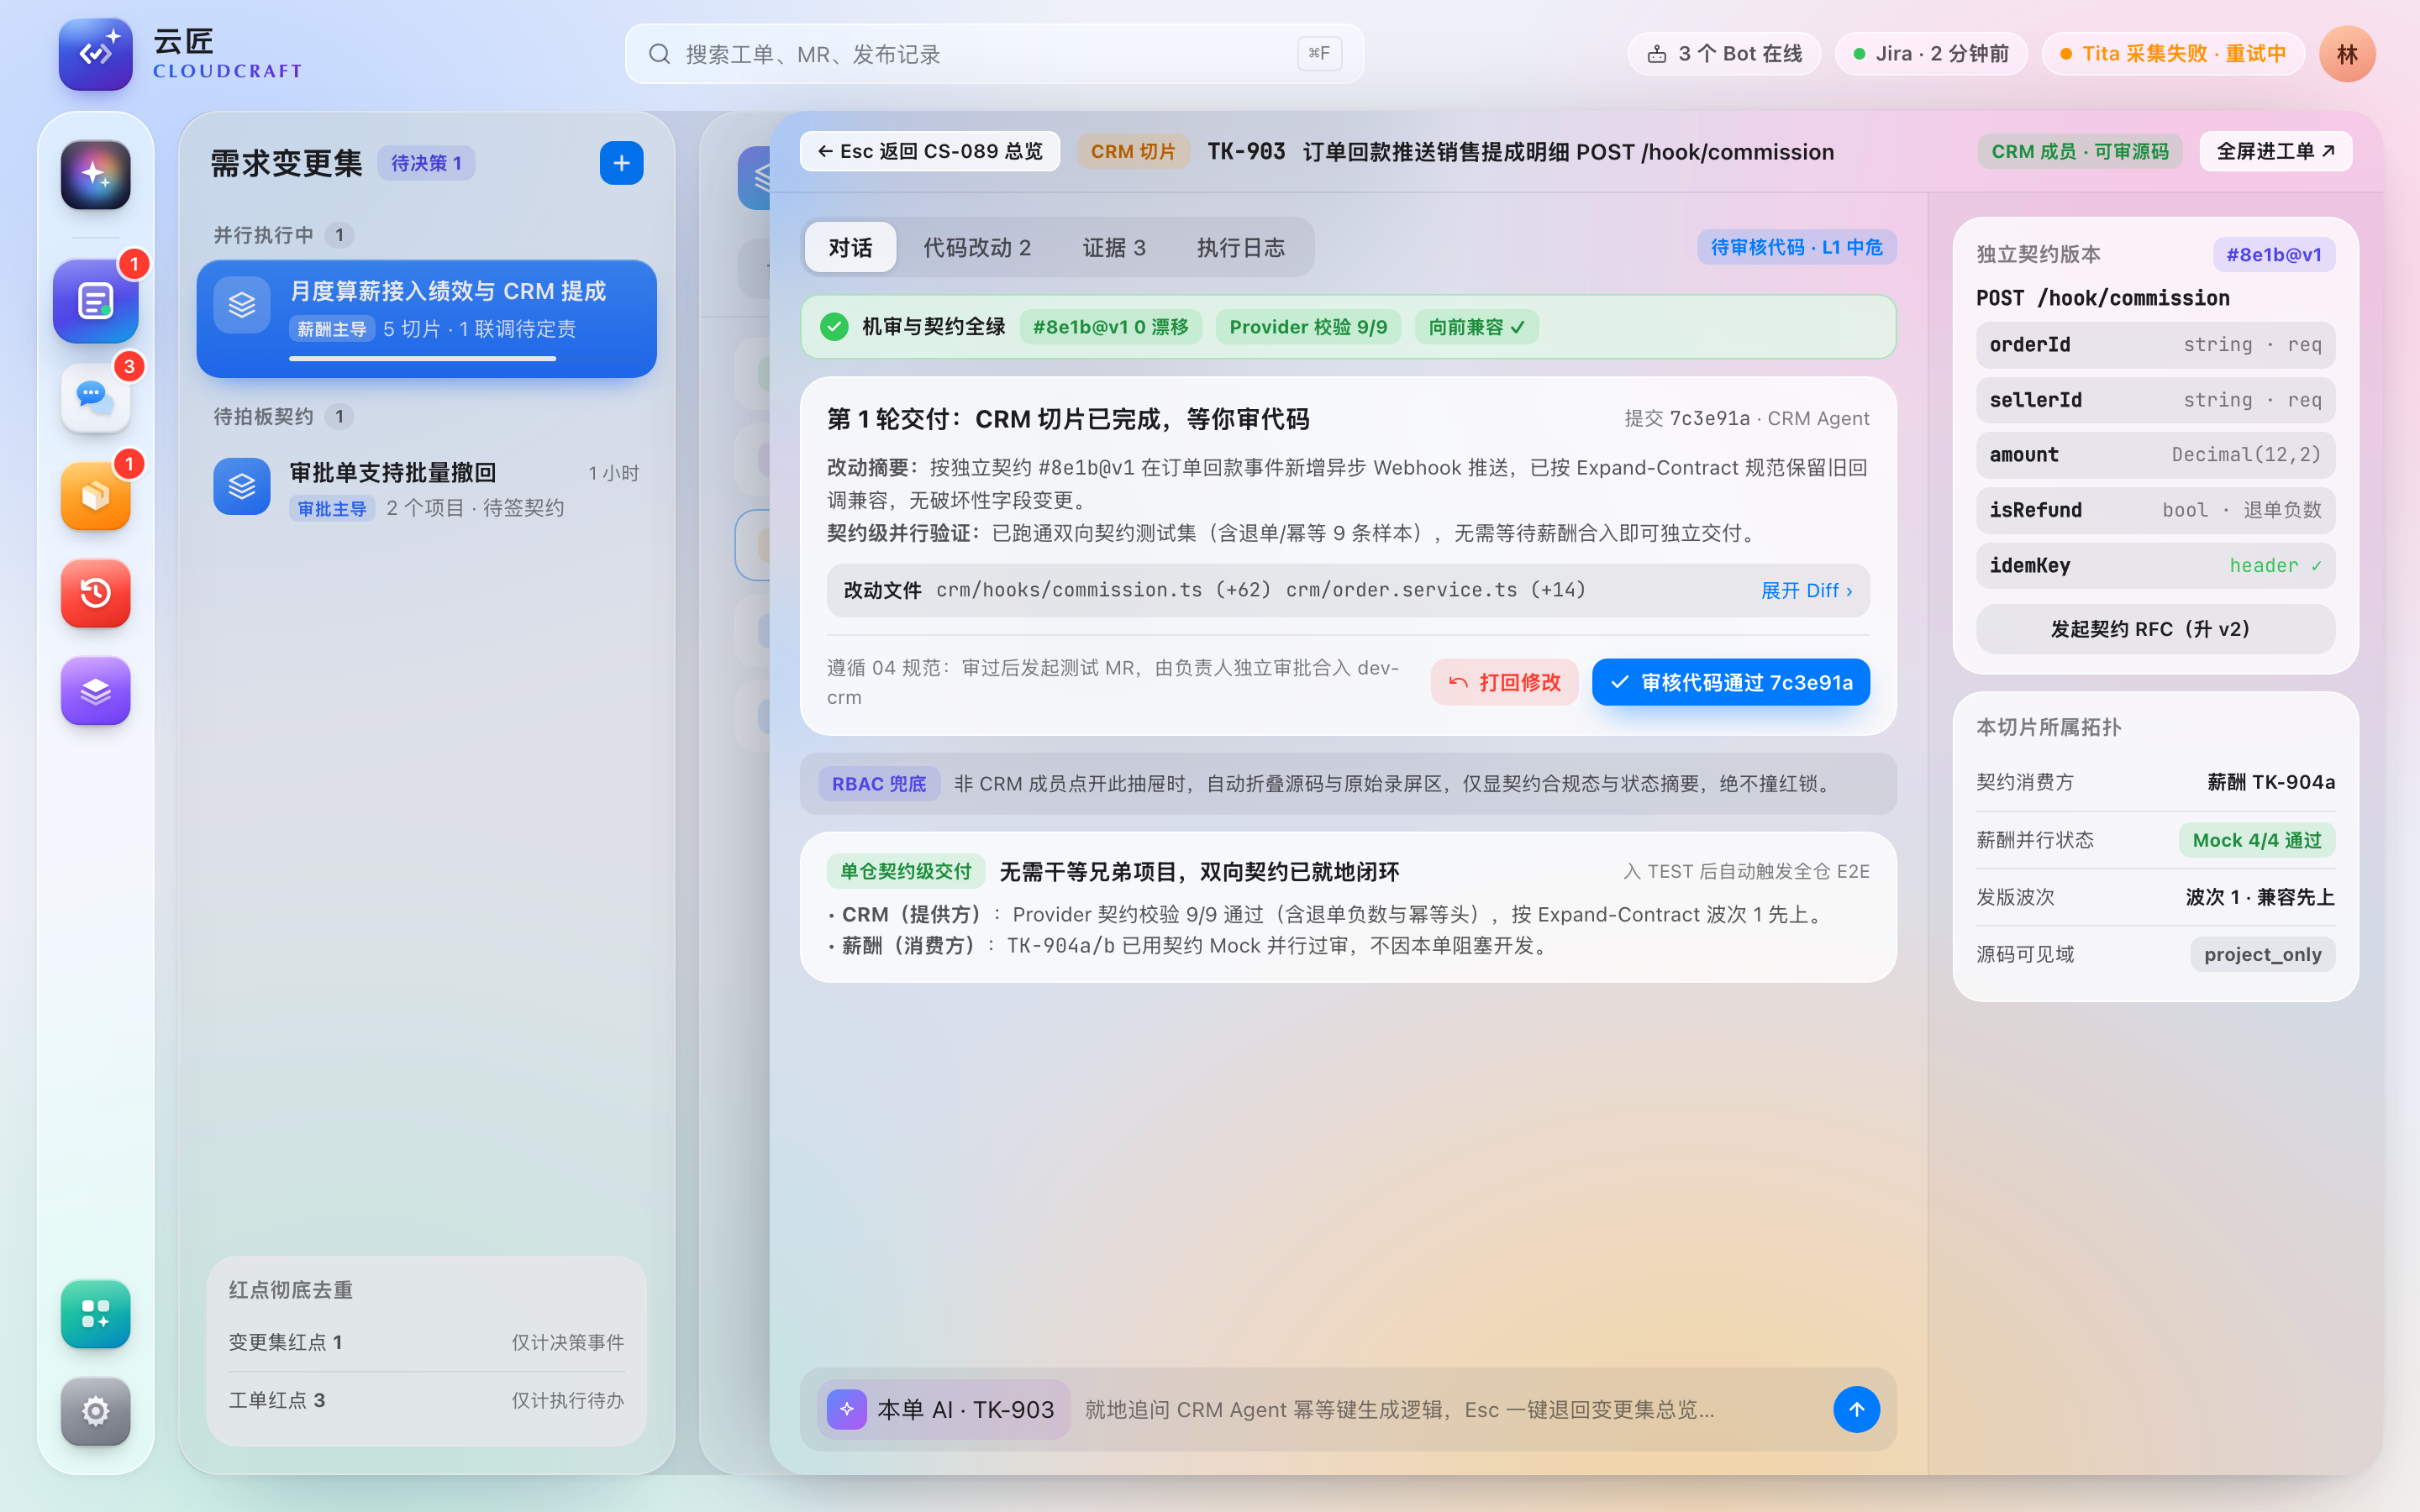 云匠
CLOUDCRAFT
搜索工单、MR、发布记录
⌘F
3 个 Bot 在线
Jira · 2 分钟前
Tita 采集失败 · 重试中
林
1
3
1
需求变更集
待决策 1
并行执行中 1
月度算薪接入绩效与 CRM 提成
薪酬主导 5 切片 · 1 联调待定责
待拍板契约 1
审批单支持批量撤回 1 小时
审批主导 2 个项目 · 待签契约
红点彻底去重
变更集红点 1 仅计决策事件
工单红点 3 仅计执行待办
← Esc 返回 CS-089 总览
CRM 切片
TK-903 订单回款推送销售提成明细 POST /hook/commission
CRM 成员 · 可审源码
全屏进工单 ↗
对话 代码改动 2 证据 3 执行日志
待审核代码 · L1 中危
机审与契约全绿 #8e1b@v1 0 漂移 Provider 校验 9/9 向前兼容 ✓
第 1 轮交付：CRM 切片已完成，等你审代码
提交 7c3e91a · CRM Agent
改动摘要：按独立契约 #8e1b@v1 在订单回款事件新增异步 Webhook 推送，已按 Expand-Contract 规范保留旧回
调兼容，无破坏性字段变更。
契约级并行验证：已跑通双向契约测试集（含退单/幂等 9 条样本），无需等待薪酬合入即可独立交付。
改动文件 crm/hooks/commission.ts (+62) crm/order.service.ts (+14) 展开 Diff ›
遵循 04 规范：审过后发起测试 MR，由负责人独立审批合入 dev-
crm
打回修改
审核代码通过 7c3e91a
RBAC 兜底 非 CRM 成员点开此抽屉时，自动折叠源码与原始录屏区，仅显契约合规态与状态摘要，绝不撞红锁。
单仓契约级交付 无需干等兄弟项目，双向契约已就地闭环 入 TEST 后自动触发全仓 E2E
· CRM（提供方）：Provider 契约校验 9/9 通过（含退单负数与幂等头），按 Expand-Contract 波次 1 先上。
· 薪酬（消费方）：TK-904a/b 已用契约 Mock 并行过审，不因本单阻塞开发。
本单 AI · TK-903 就地追问 CRM Agent 幂等键生成逻辑，Esc 一键退回变更集总览...
独立契约版本 #8e1b@v1
POST /hook/commission
orderId string · req
sellerId string · req
amount Decimal(12,2)
isRefund bool · 退单负数
idemKey header ✓
发起契约 RFC（升 v2）
本切片所属拓扑
契约消费方 薪酬 TK-904a
薪酬并行状态 Mock 4/4 通过
发版波次 波次 1 · 兼容先上
源码可见域 project_only